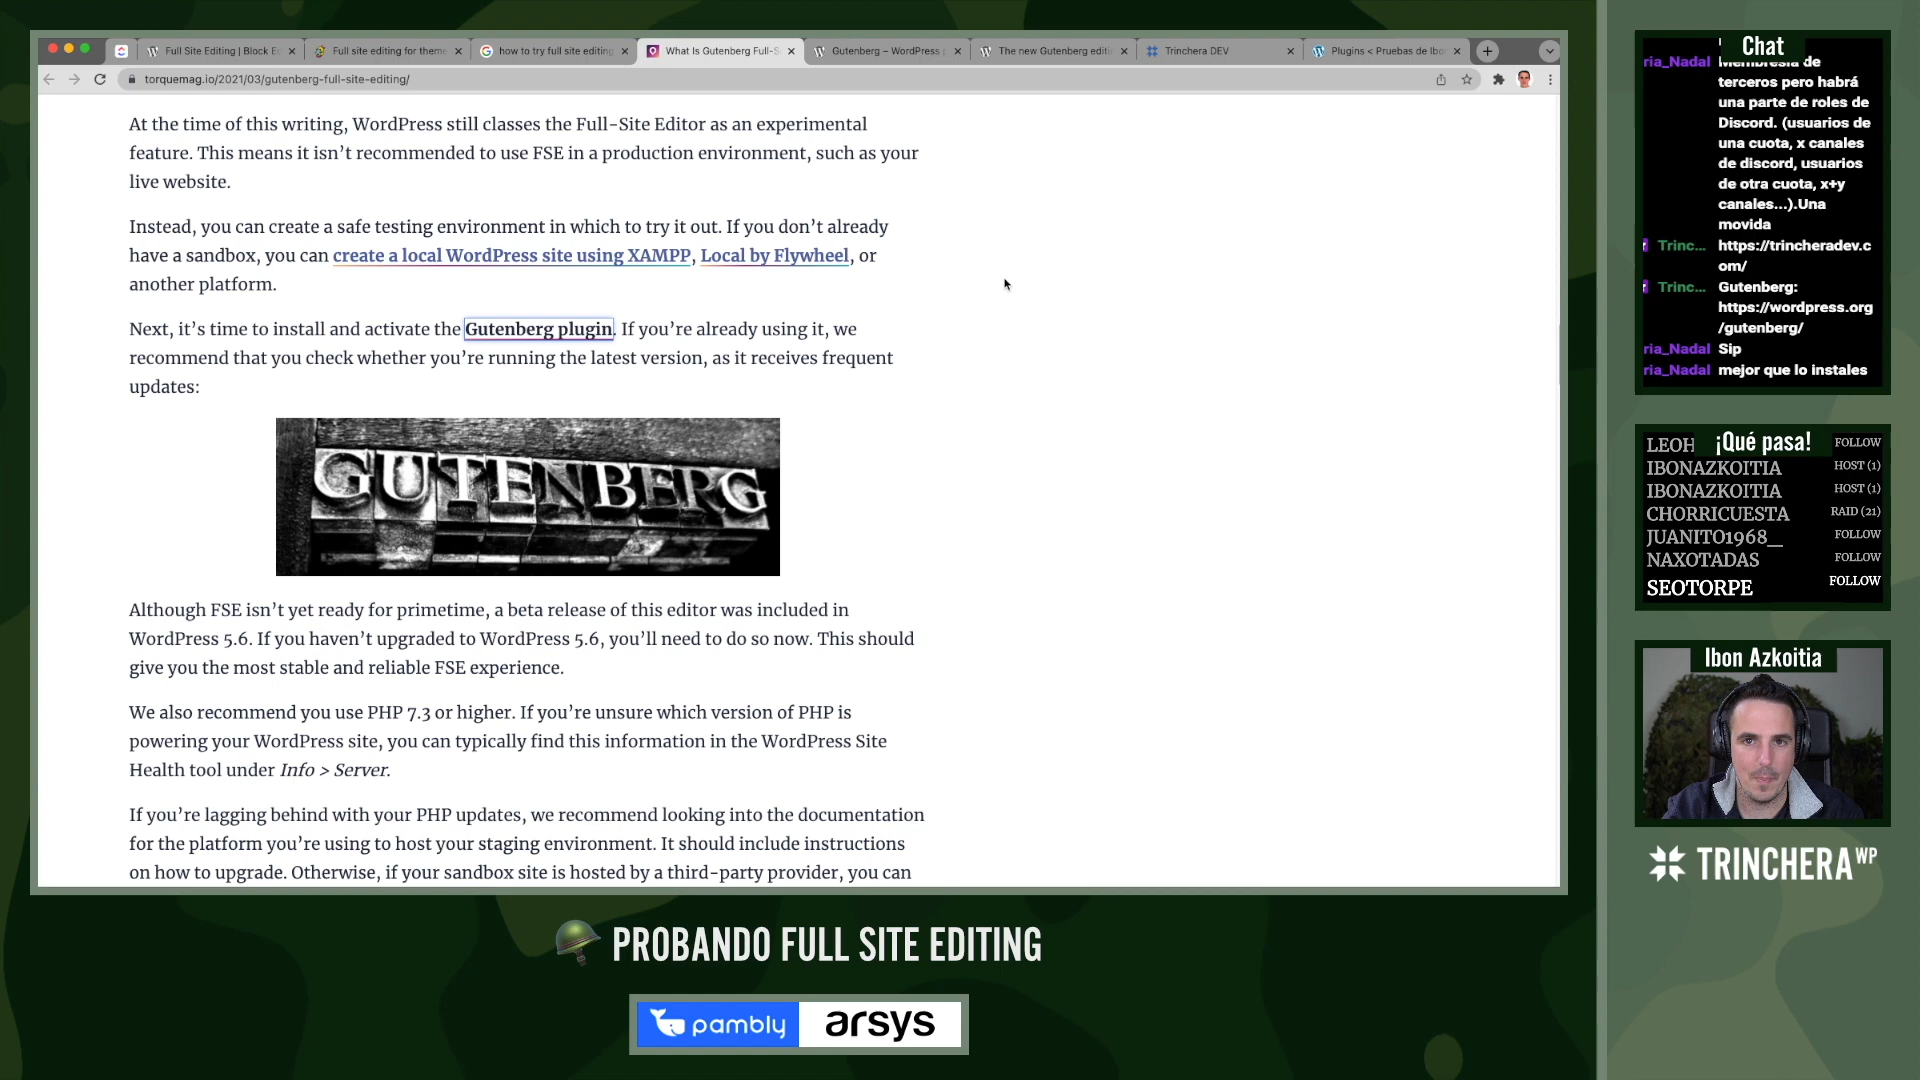 Full Site Editing | Block E
Full site editing for theme
how to try full site editing
What Is Gutenberg Full-S
Gutenberg – WordPress
The new Gutenberg editi
Trinchera DEV
Plugins < Pruebas de Ibo
torquemag.io/2021/03/gutenberg-full-site-editing/
At the time of this writing, WordPress still classes the Full-Site Editor as an experimental
feature. This means it isn’t recommended to use FSE in a production environment, such as your
live website.
Instead, you can create a safe testing environment in which to try it out. If you don’t already
have a sandbox, you can create a local WordPress site using XAMPP, Local by Flywheel, or
another platform.
Next, it’s time to install and activate the Gutenberg plugin. If you’re already using it, we
recommend that you check whether you’re running the latest version, as it receives frequent
updates:
GUTENBERG
Although FSE isn’t yet ready for primetime, a beta release of this editor was included in
WordPress 5.6. If you haven’t upgraded to WordPress 5.6, you’ll need to do so now. This should
give you the most stable and reliable FSE experience.
We also recommend you use PHP 7.3 or higher. If you’re unsure which version of PHP is
powering your WordPress site, you can typically find this information in the WordPress Site
Health tool under Info > Server.
If you’re lagging behind with your PHP updates, we recommend looking into the documentation
for the platform you’re using to host your staging environment. It should include instructions
on how to upgrade. Otherwise, if your sandbox site is hosted by a third-party provider, you can
PROBANDO FULL SITE EDITING
pambly
arsys
Chat
ria_Nadal Membresía de
terceros pero habrá
una parte de roles de
Discord. (usuarios de
una cuota, x canales
de discord, usuarios
de otra cuota, x+y
canales...).Una
movida
Trinc... https://trincheradev.c
om/
Trinc... Gutenberg:
https://wordpress.org
/gutenberg/
ria_Nadal Sip
ria_Nadal mejor que lo instales
¡Qué pasa!
LEOH FOLLOW
IBONAZKOITIA HOST (1)
IBONAZKOITIA HOST (1)
CHORRICUESTA RAID (21)
JUANITO1968_ FOLLOW
NAXOTADAS FOLLOW
SEOTORPE FOLLOW
Ibon Azkoitia
TRINCHERA WP